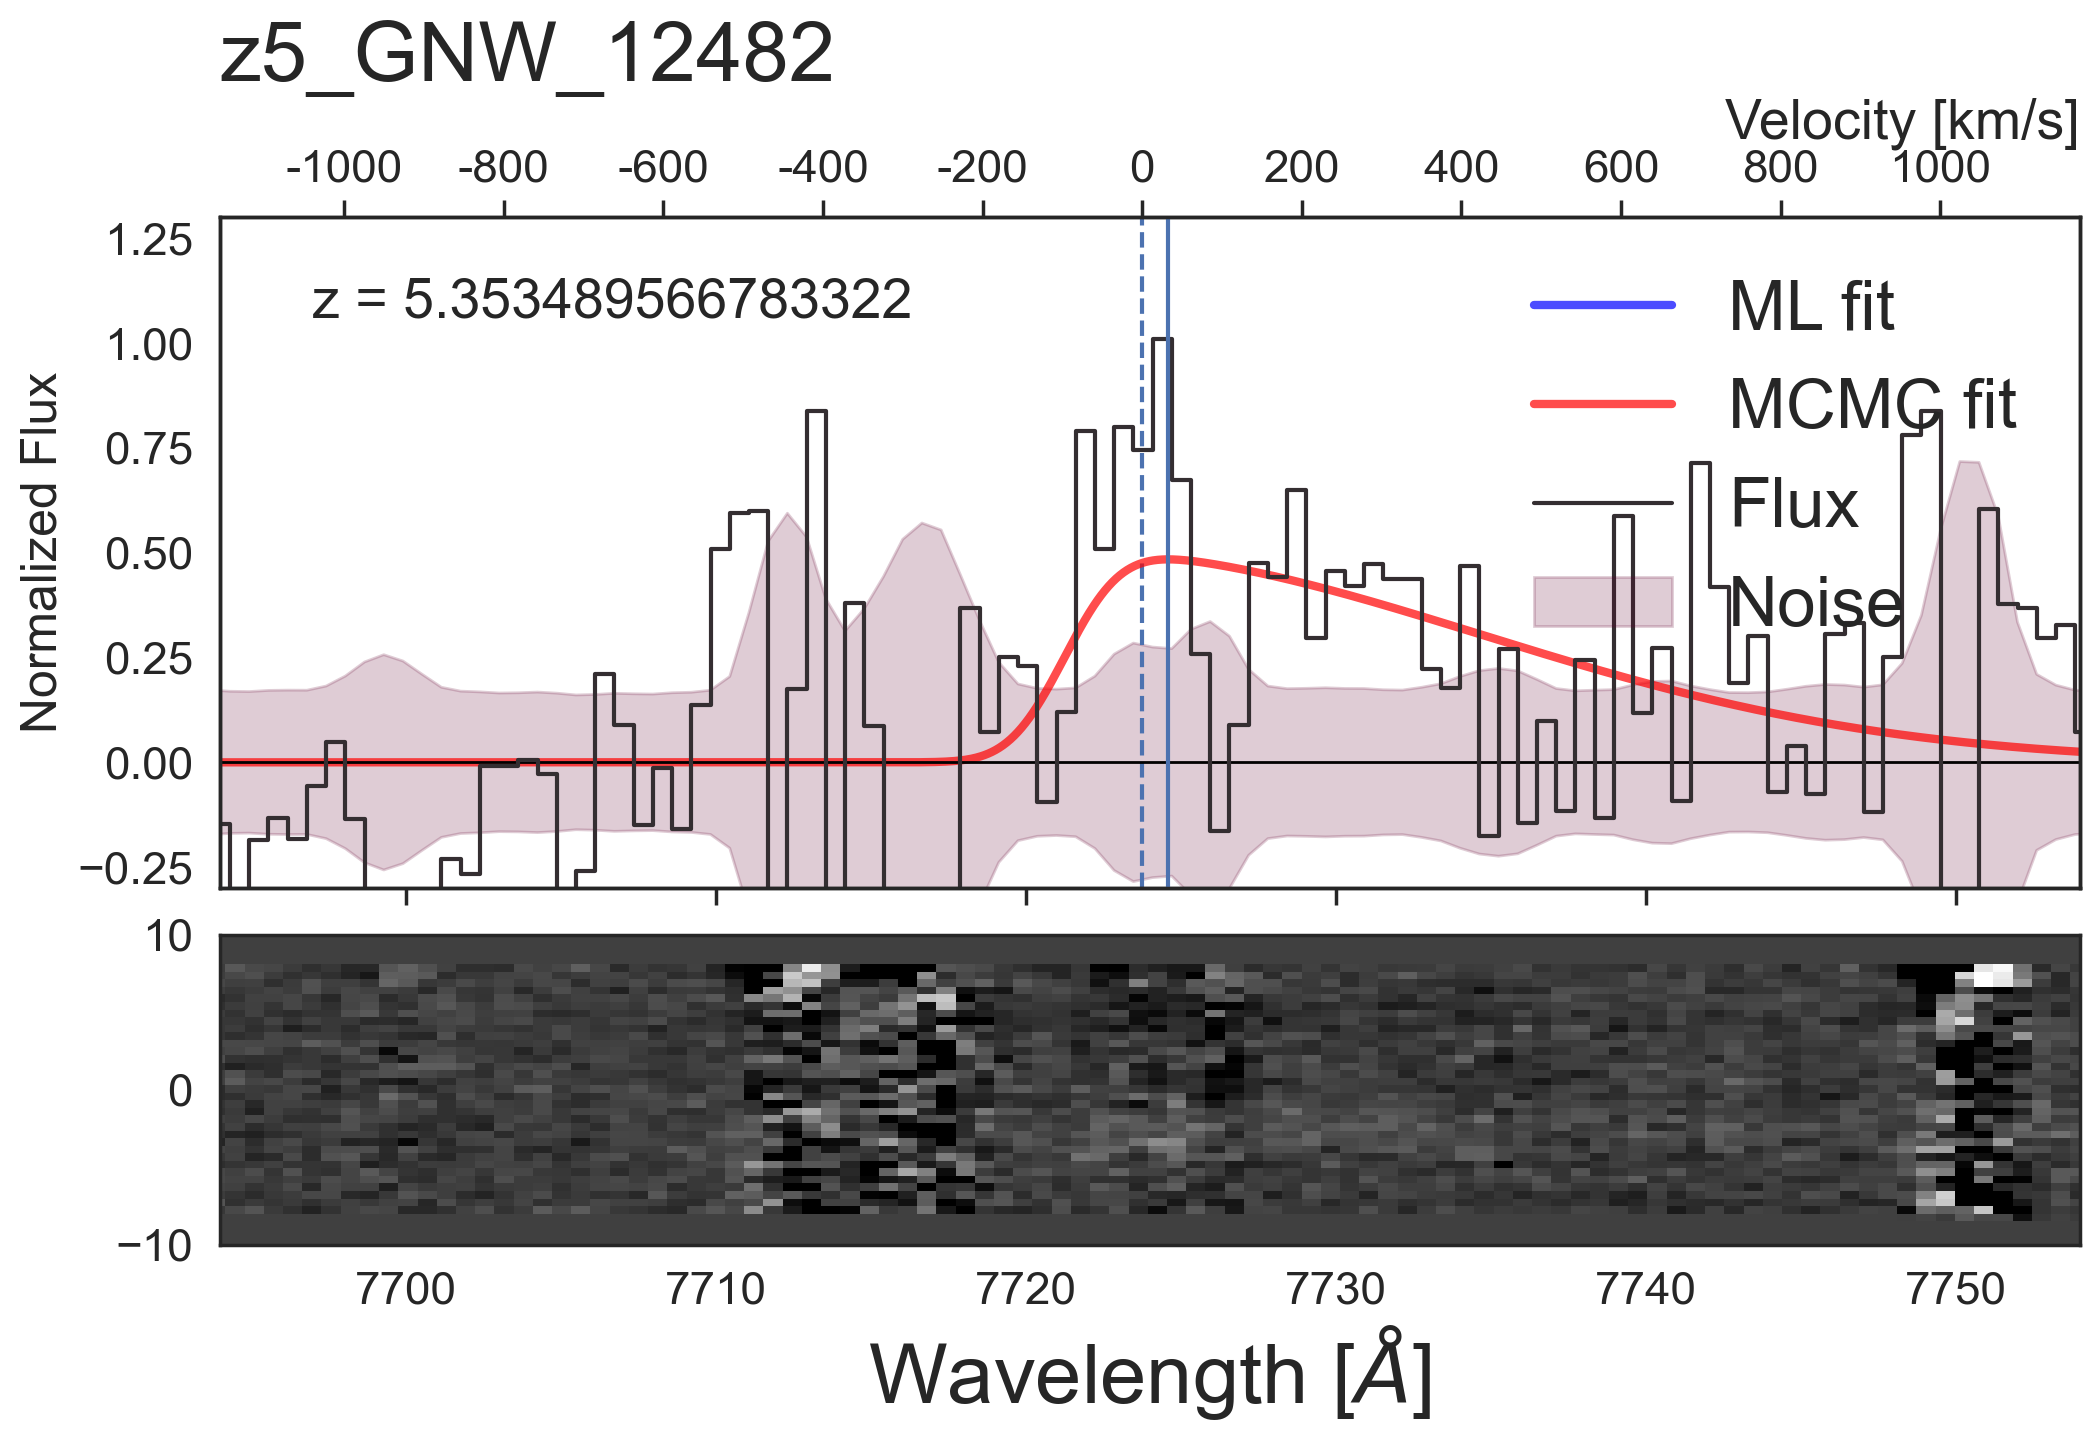 z5_GNW_12482
Velocity [km/s]
-1000 -800 -600 -400 -200 0 200 400 600 800 1000
1.25
1.00
0.75
0.50
0.25
0.00
−0.25
Normalized Flux
z = 5.353489566783322
ML fit
MCMC fit
Flux
Noise
10
0
−10
7700 7710 7720 7730 7740 7750
Wavelength [Å]